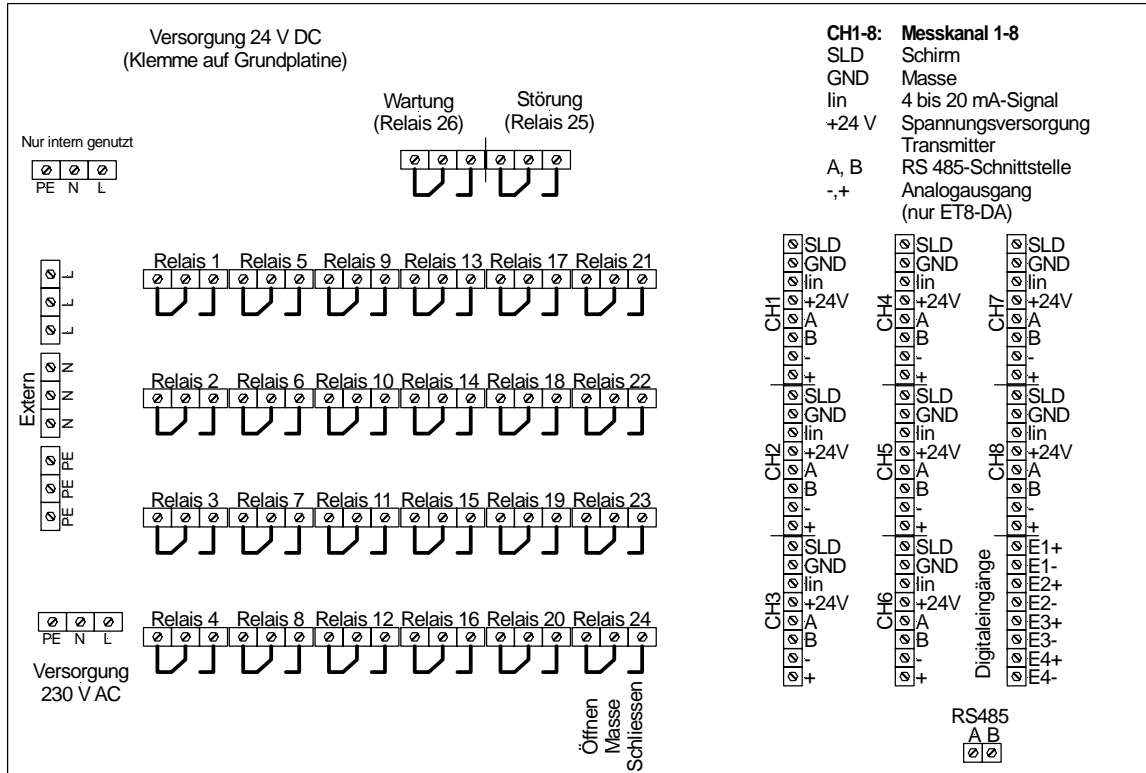 Versorgung 24 V DC
(Klemme auf Grundplatine)
Wartung
(Relais 26)
Störung
(Relais 25)
Nur intern genutzt
PE N L
CH1-8: Messkanal 1-8
SLD Schirm
GND Masse
Iin 4 bis 20 mA-Signal
+24 V Spannungsversorgung
Transmitter
A, B RS 485-Schnittstelle
-,+ Analogausgang
(nur ET8-DA)
Extern
L
L
L
N
N
N
PE
PE
PE
Relais 1 Relais 5 Relais 9 Relais 13 Relais 17 Relais 21
Relais 2 Relais 6 Relais 10 Relais 14 Relais 18 Relais 22
Relais 3 Relais 7 Relais 11 Relais 15 Relais 19 Relais 23
Relais 4 Relais 8 Relais 12 Relais 16 Relais 20 Relais 24
PE N L
Versorgung
230 V AC
Öffnen
Masse
Schliessen
CH1
SLD
GND
Iin
+24V
A
B
-
+
CH2
SLD
GND
Iin
+24V
A
B
-
+
CH3
SLD
GND
Iin
+24V
A
B
-
+
CH4
SLD
GND
Iin
+24V
A
B
-
+
CH5
SLD
GND
Iin
+24V
A
B
-
+
CH6
SLD
GND
Iin
+24V
A
B
-
+
CH7
SLD
GND
Iin
+24V
A
B
-
+
CH8
SLD
GND
Iin
+24V
A
B
-
+
Digitaleingänge
E1+
E1-
E2+
E2-
E3+
E3-
E4+
E4-
RS485
A B